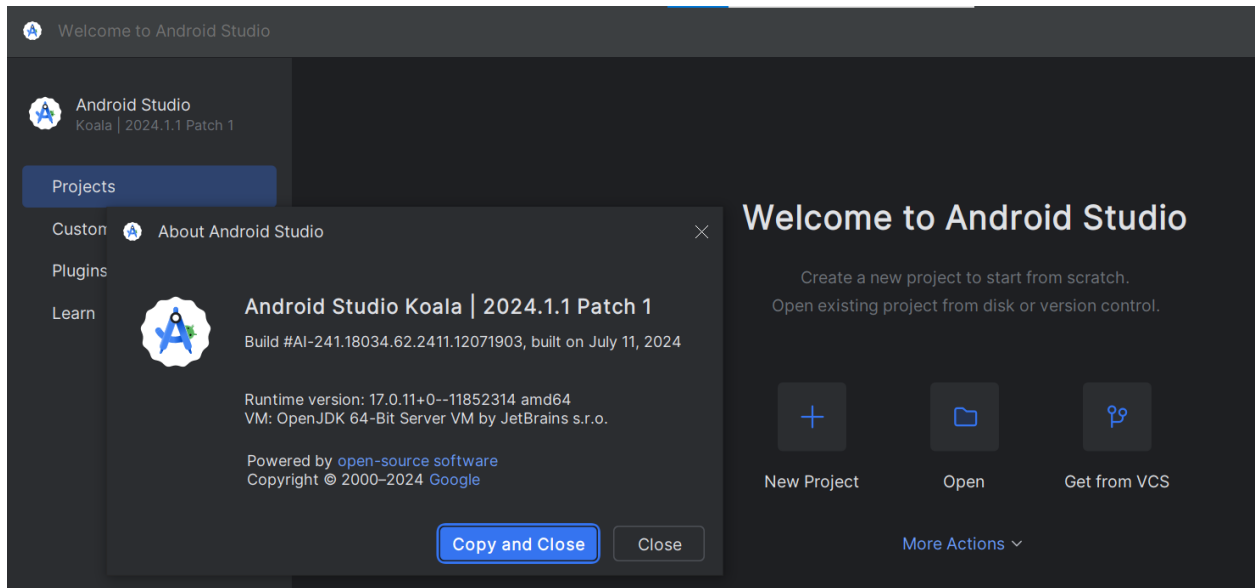 Welcome to Android Studio
Android Studio
Koala | 2024.1.1 Patch 1
Projects
Custom
Plugins
Learn
About Android Studio
Android Studio Koala | 2024.1.1 Patch 1
Build #AI-241.18034.62.2411.12071903, built on July 11, 2024
Runtime version: 17.0.11+0--11852314 amd64
VM: OpenJDK 64-Bit Server VM by JetBrains s.r.o.
Powered by open-source software
Copyright © 2000–2024 Google
Copy and Close
Close
Welcome to Android Studio
Create a new project to start from scratch.
Open existing project from disk or version control.
New Project
Open
Get from VCS
More Actions